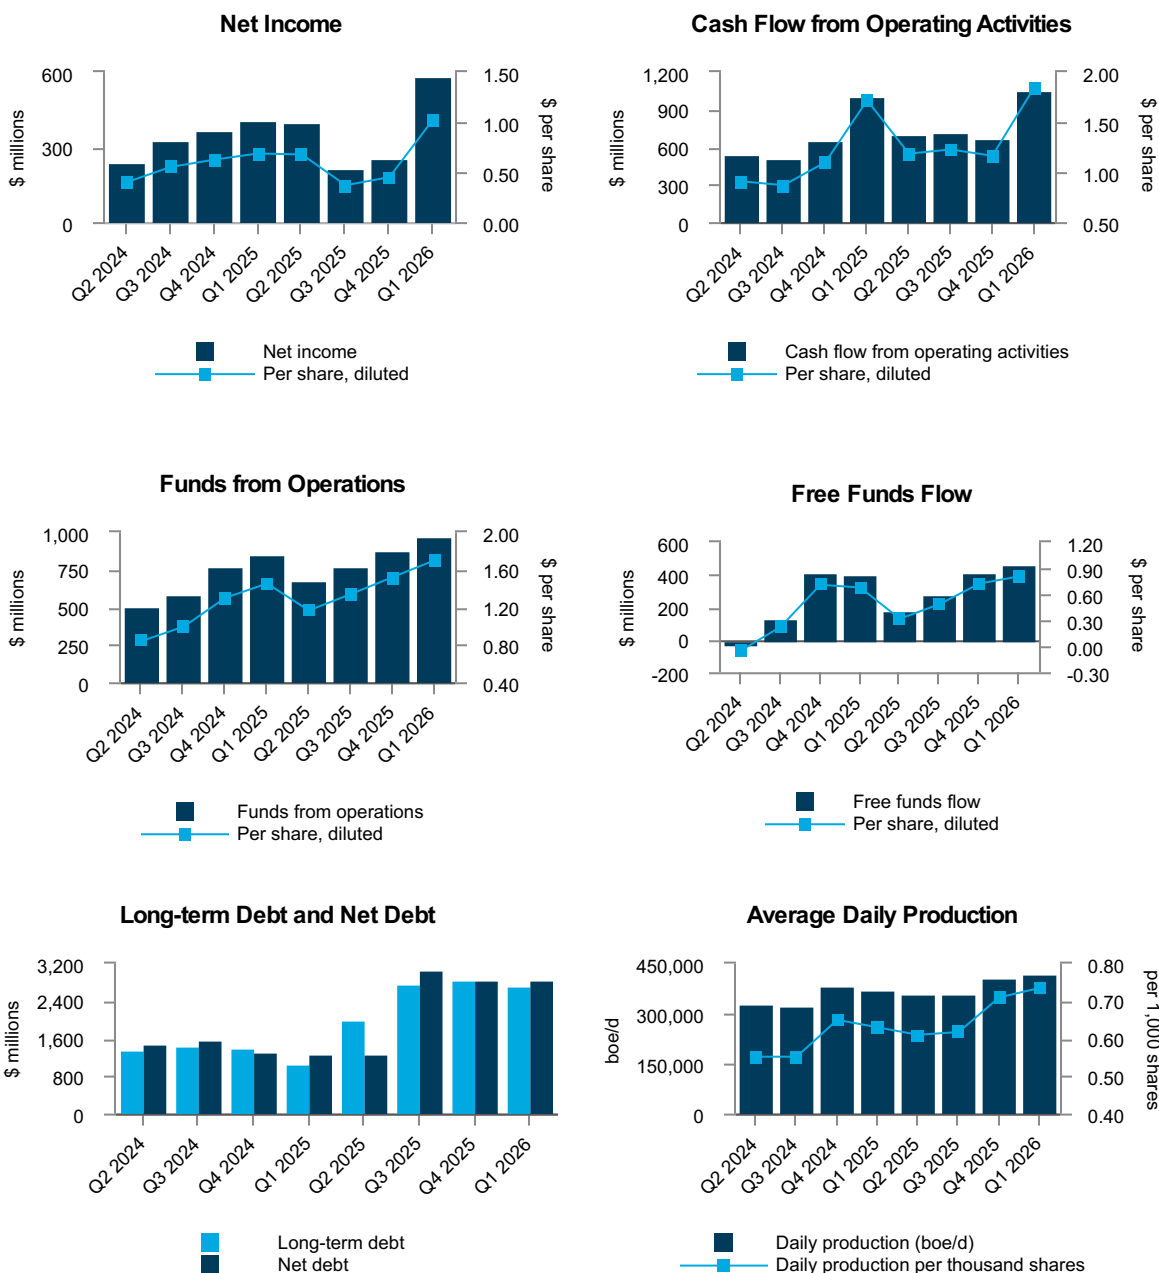 Net Income
$ millions
600
300
0
1.50
1.00
0.50
0.00
$ per share
Q2 2024
Q3 2024
Q4 2024
Q1 2025
Q2 2025
Q3 2025
Q4 2025
Q1 2026
Net income
Per share, diluted
Cash Flow from Operating Activities
$ millions
1,200
900
600
300
0
2.00
1.50
1.00
0.50
$ per share
Q2 2024
Q3 2024
Q4 2024
Q1 2025
Q2 2025
Q3 2025
Q4 2025
Q1 2026
Cash flow from operating activities
Per share, diluted
Funds from Operations
$ millions
1,000
750
500
250
0
2.00
1.60
1.20
0.80
0.40
$ per share
Q2 2024
Q3 2024
Q4 2024
Q1 2025
Q2 2025
Q3 2025
Q4 2025
Q1 2026
Funds from operations
Per share, diluted
Free Funds Flow
$ millions
600
400
200
0
-200
1.20
0.90
0.60
0.30
0.00
-0.30
$ per share
Q2 2024
Q3 2024
Q4 2024
Q1 2025
Q2 2025
Q3 2025
Q4 2025
Q1 2026
Free funds flow
Per share, diluted
Long-term Debt and Net Debt
$ millions
3,200
2,400
1,600
800
0
Q2 2024
Q3 2024
Q4 2024
Q1 2025
Q2 2025
Q3 2025
Q4 2025
Q1 2026
Long-term debt
Net debt
Average Daily Production
boe/d
450,000
300,000
150,000
0
0.80
0.70
0.60
0.50
0.40
per 1,000 shares
Q2 2024
Q3 2024
Q4 2024
Q1 2025
Q2 2025
Q3 2025
Q4 2025
Q1 2026
Daily production (boe/d)
Daily production per thousand shares